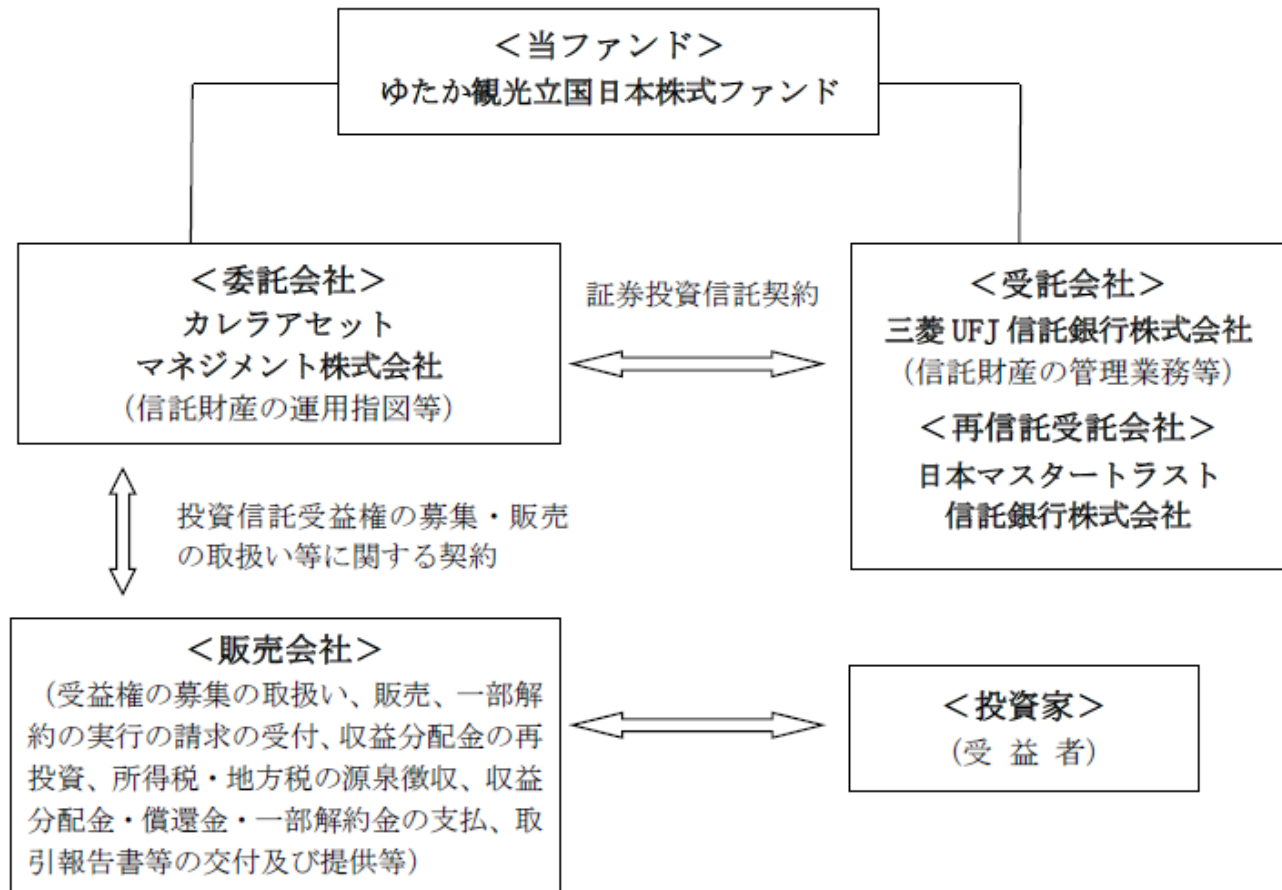 ＜当ファンド＞
ゆたか観光立国日本株式ファンド
＜委託会社＞
カレラアセット
マネジメント株式会社
（信託財産の運用指図等）
証券投資信託契約
＜受託会社＞
三菱 UFJ 信託銀行株式会社
（信託財産の管理業務等）
＜再信託受託会社＞
日本マスタートラスト
信託銀行株式会社
投資信託受益権の募集・販売
の取扱い等に関する契約
＜販売会社＞
（受益権の募集の取扱い、販売、一部解
約の実行の請求の受付、収益分配金の再
投資、所得税・地方税の源泉徴収、収益
分配金・償還金・一部解約金の支払、取
引報告書等の交付及び提供等）
＜投資家＞
（受 益 者）